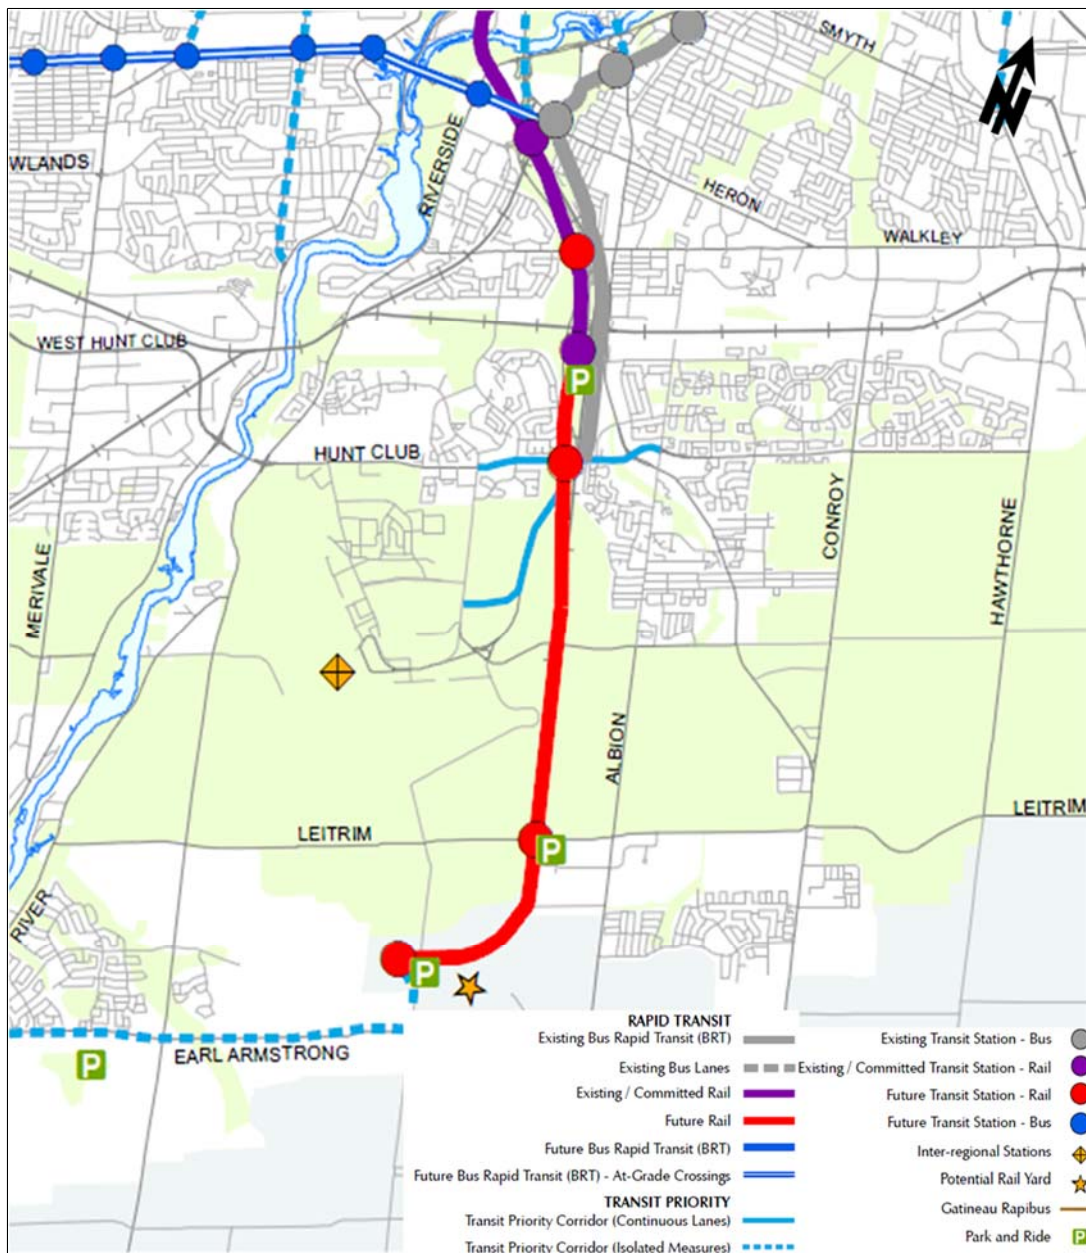 SMYTH
N
WLANDS
RIVERSIDE
HERON
WALKLEY
WEST HUNT CLUB
P
HUNT CLUB
CONROY
HAWTHORNE
MERIVALE
ALBION
LEITRIM
LEITRIM
P
RIVER
P
EARL ARMSTRONG
P
RAPID TRANSIT
Existing Bus Rapid Transit (BRT)
Existing Bus Lanes
Existing / Committed Rail
Future Rail
Future Bus Rapid Transit (BRT)
Future Bus Rapid Transit (BRT) - At-Grade Crossings
TRANSIT PRIORITY
Transit Priority Corridor (Continuous Lanes)
Transit Priority Corridor (Isolated Measures)
Existing Transit Station - Bus
Existing / Committed Transit Station - Rail
Future Transit Station - Rail
Future Transit Station - Bus
Inter-regional Stations
Potential Rail Yard
Gatineau Rapibus
Park and Ride P